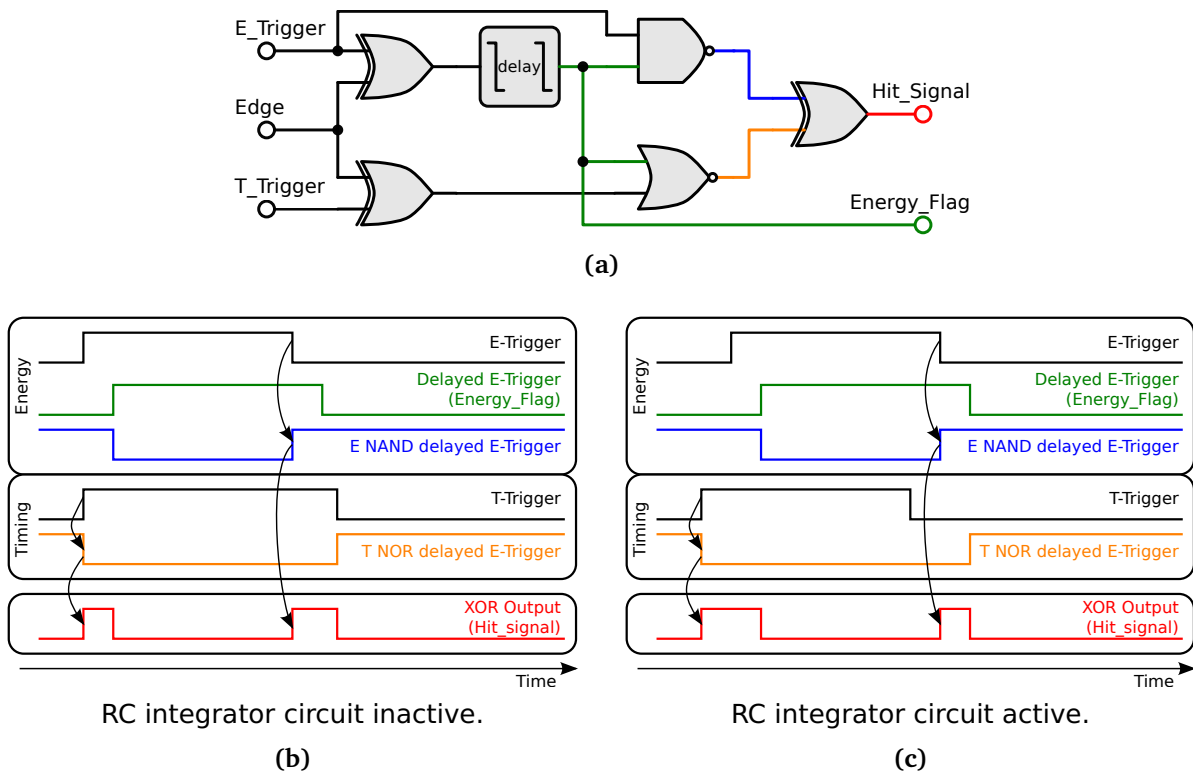 E_Trigger
delay
Hit_Signal
Edge
T_Trigger
Energy_Flag
(a)
Energy
E-Trigger
Delayed E-Trigger
(Energy_Flag)
E NAND delayed E-Trigger
Timing
T-Trigger
T NOR delayed E-Trigger
XOR Output
(Hit_signal)
Time
RC integrator circuit inactive.
(b)
Energy
E-Trigger
Delayed E-Trigger
(Energy_Flag)
E NAND delayed E-Trigger
Timing
T-Trigger
T NOR delayed E-Trigger
XOR Output
(Hit_signal)
Time
RC integrator circuit active.
(c)